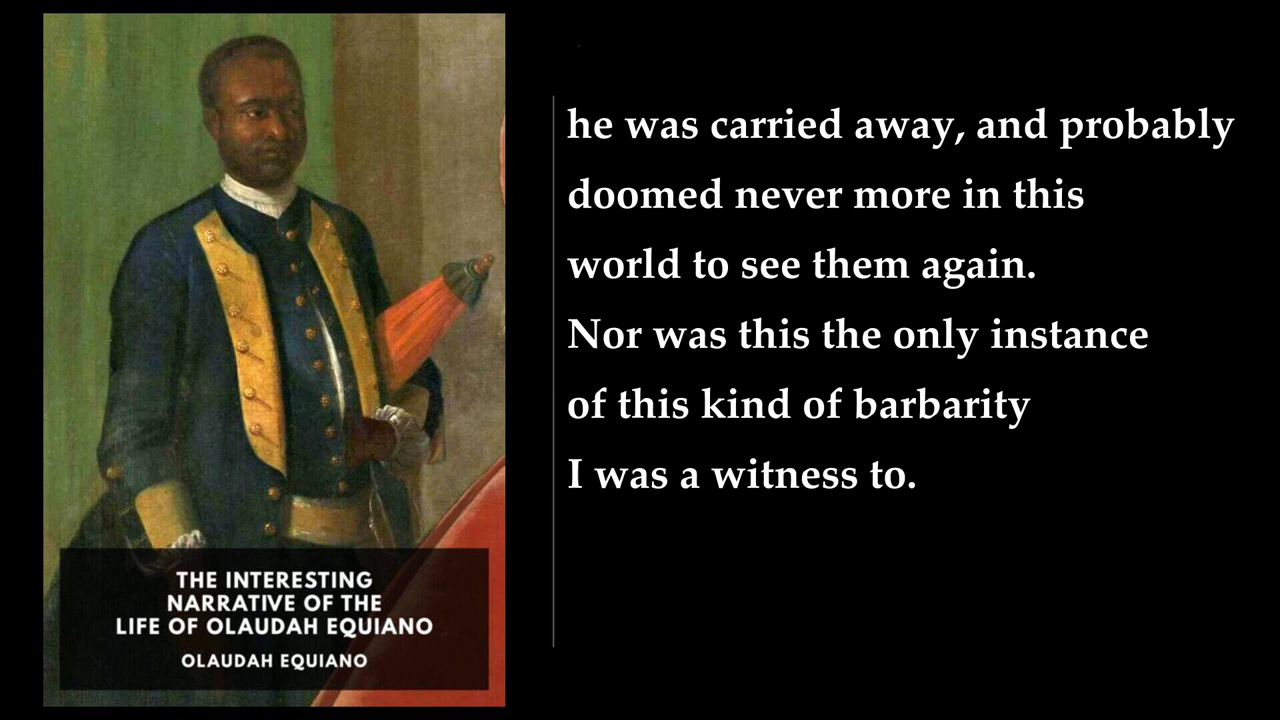 he was carried away, and probably
doomed never more in this
world to see them again.
Nor was this the only instance
of this kind of barbarity
I was a witness to.
THE INTERESTING
NARRATIVE OF THE
LIFE OF OLAUDAH EQUIANO
OLAUDAH EQUIANO